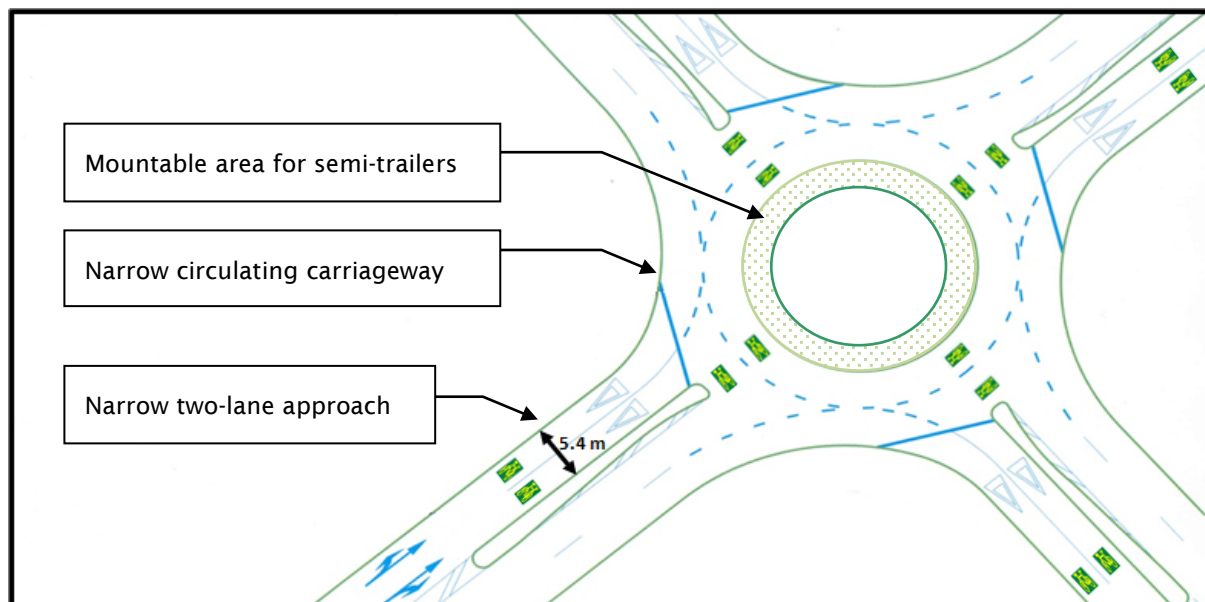 Mountable area for semi-trailers
Narrow circulating carriageway
Narrow two-lane approach
5.4 m